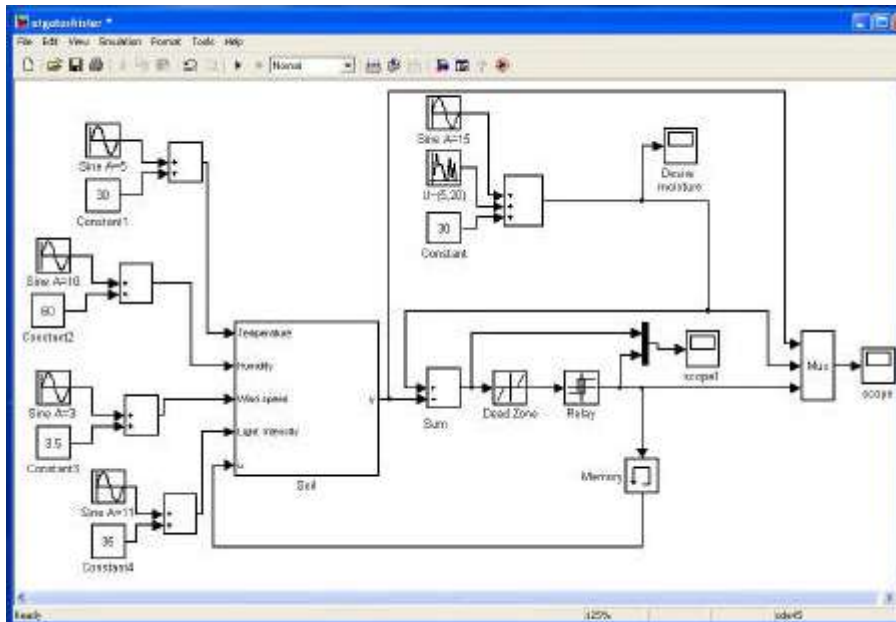 File Edit View Simulation Format Tools Help
Normal
Sine A=5
30
Constant1
Sine A=10
60
Constant2
Sine A=3
3.5
Constant3
Sine A=11
36
Constant4
Sine A=15
U=(5,20)
30
Constant
Desire
moisture
Temperature
Humidity
Wind speed
Light Intensity
u
y
Soil
Sum
Dead Zone
Relay
scope1
Mux
scope
Memory
Ready
125%
ode45